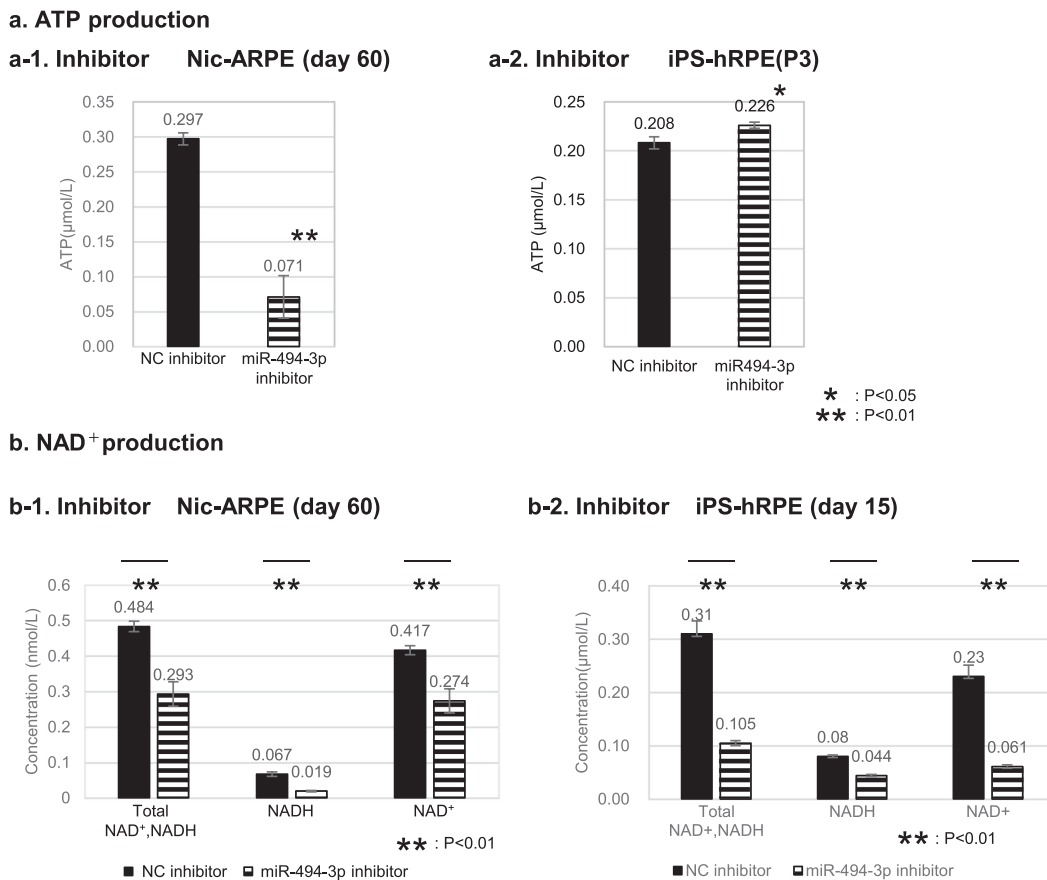 a. ATP production
a-1. Inhibitor Nic-ARPE (day 60)
ATP(μmol/L)
0.35
0.30
0.25
0.20
0.15
0.10
0.05
0.00
0.297
**
0.071
NC inhibitor
miR-494-3p
inhibitor
a-2. Inhibitor iPS-hRPE(P3)
ATP (μmol/L)
0.25
0.20
0.15
0.10
0.05
0.00
0.208
*
0.226
NC inhibitor
miR494-3p
inhibitor
* : P<0.05
** : P<0.01
b. NAD⁺ production
b-1. Inhibitor Nic-ARPE (day 60)
Concentration (nmol/L)
0.6
0.5
0.4
0.3
0.2
0.1
0
**
**
**
0.484
0.293
0.067
0.019
0.417
0.274
Total
NAD⁺,NADH
NADH
NAD⁺
** : P<0.01
NC inhibitor miR-494-3p inhibitor
b-2. Inhibitor iPS-hRPE (day 15)
Concentration(μmol/L)
0.40
0.30
0.20
0.10
0.00
**
**
**
0.31
0.105
0.08
0.044
0.23
0.061
Total
NAD+,NADH
NADH
NAD+
** : P<0.01
NC inhibitor miR-494-3p inhibitor